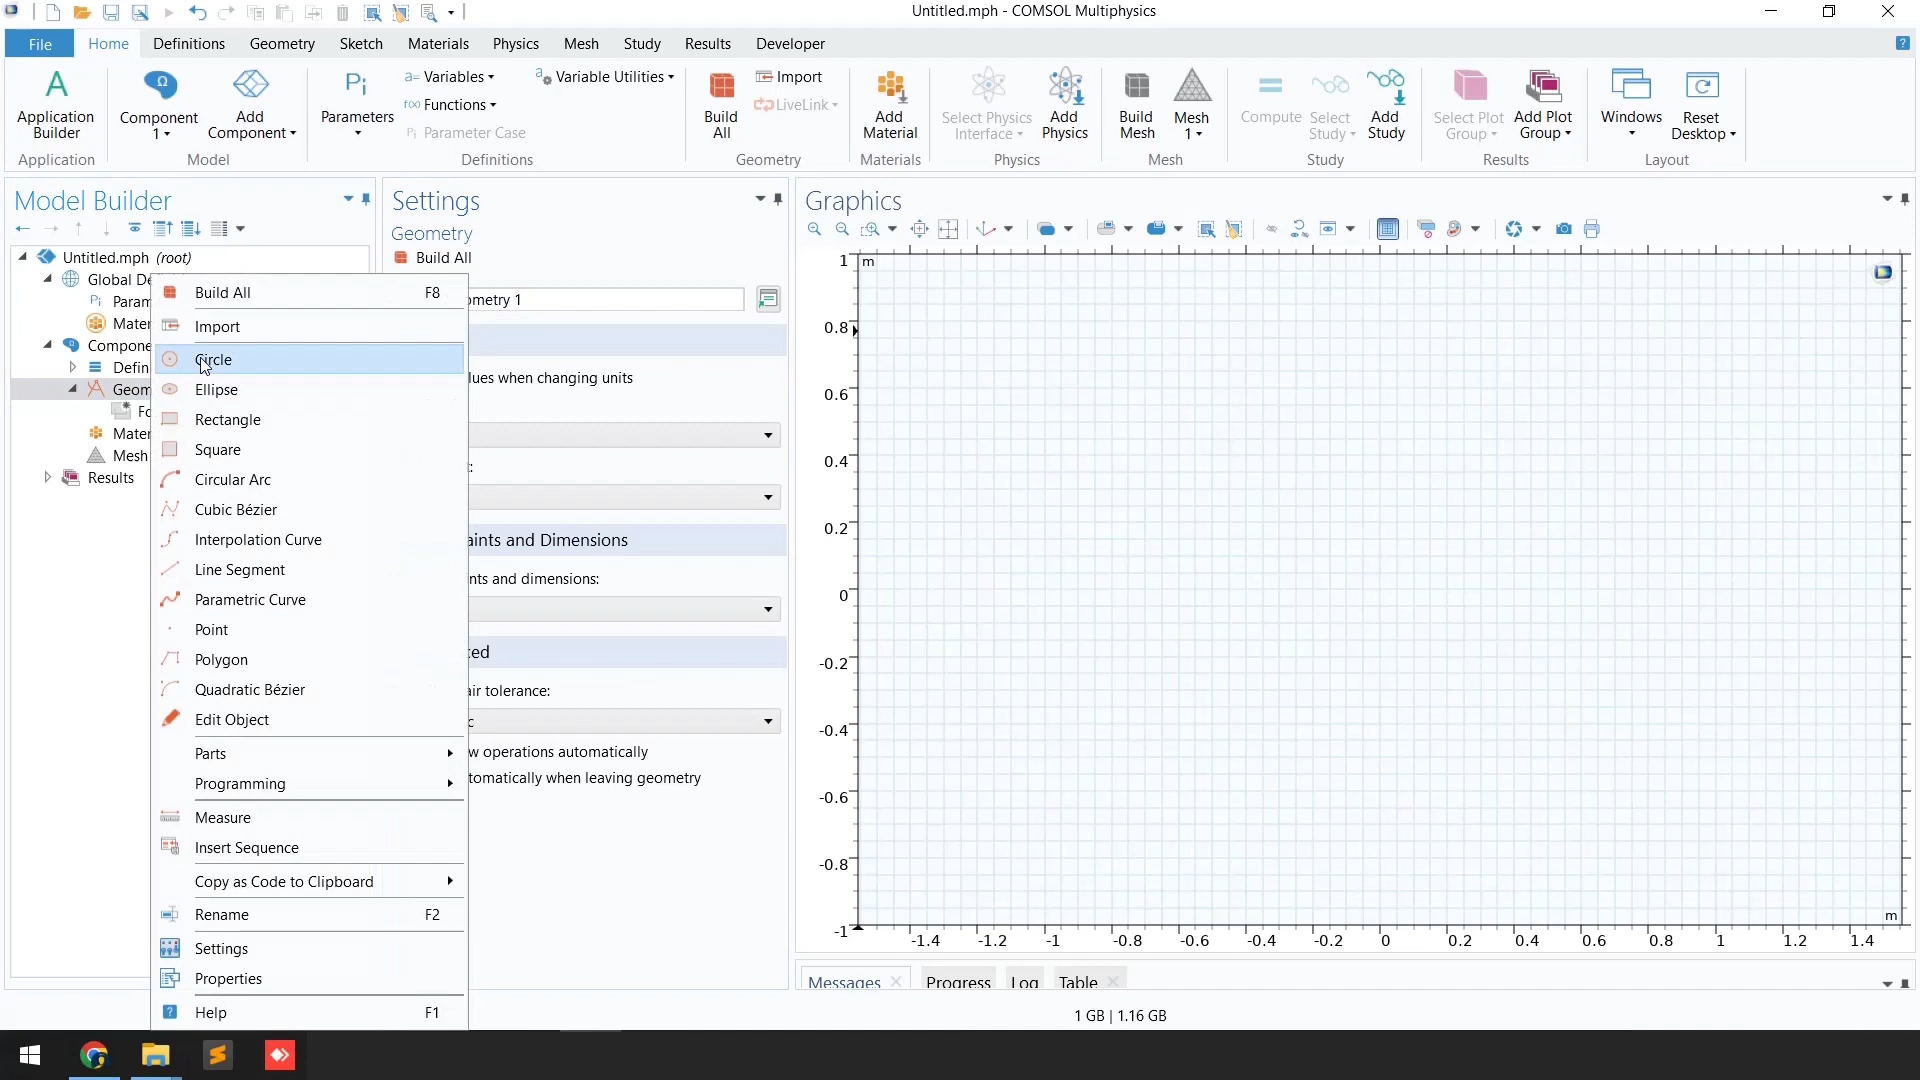 Untitled.mph - COMSOL Multiphysics
File Home Definitions Geometry Sketch Materials Physics Mesh Study Results Developer
Application Builder
Application
Component 1
Add Component
Model
Pi
Parameters
a= Variables
f(x) Functions
Pi Parameter Case
a= Variable Utilities
Definitions
Build All
Import
LiveLink
Geometry
Add Material
Materials
Select Physics Interface
Add Physics
Physics
Build Mesh
Mesh 1
Mesh
Compute
Select Study
Add Study
Study
Select Plot Group
Add Plot Group
Results
Windows
Reset Desktop
Layout
Model Builder
Untitled.mph (root)
Global De
Pi Param
Mater
Compone
Defin
Geom
Fo
Mater
Mesh
Results
Build All F8
Import
Circle
Ellipse
Rectangle
Square
Circular Arc
Cubic Bézier
Interpolation Curve
Line Segment
Parametric Curve
Point
Polygon
Quadratic Bézier
Edit Object
Parts
Programming
Measure
Insert Sequence
Copy as Code to Clipboard
Rename F2
Settings
Properties
Help F1
Settings
Geometry
Build All
ometry 1
lues when changing units
t:
aints and Dimensions
nts and dimensions:
ced
air tolerance:
c
w operations automatically
tomatically when leaving geometry
Graphics
m
1
0.8
0.6
0.4
0.2
0
-0.2
-0.4
-0.6
-0.8
-1
m
-1.4 -1.2 -1 -0.8 -0.6 -0.4 -0.2 0 0.2 0.4 0.6 0.8 1 1.2 1.4
Messages Progress Log Table
1 GB | 1.16 GB